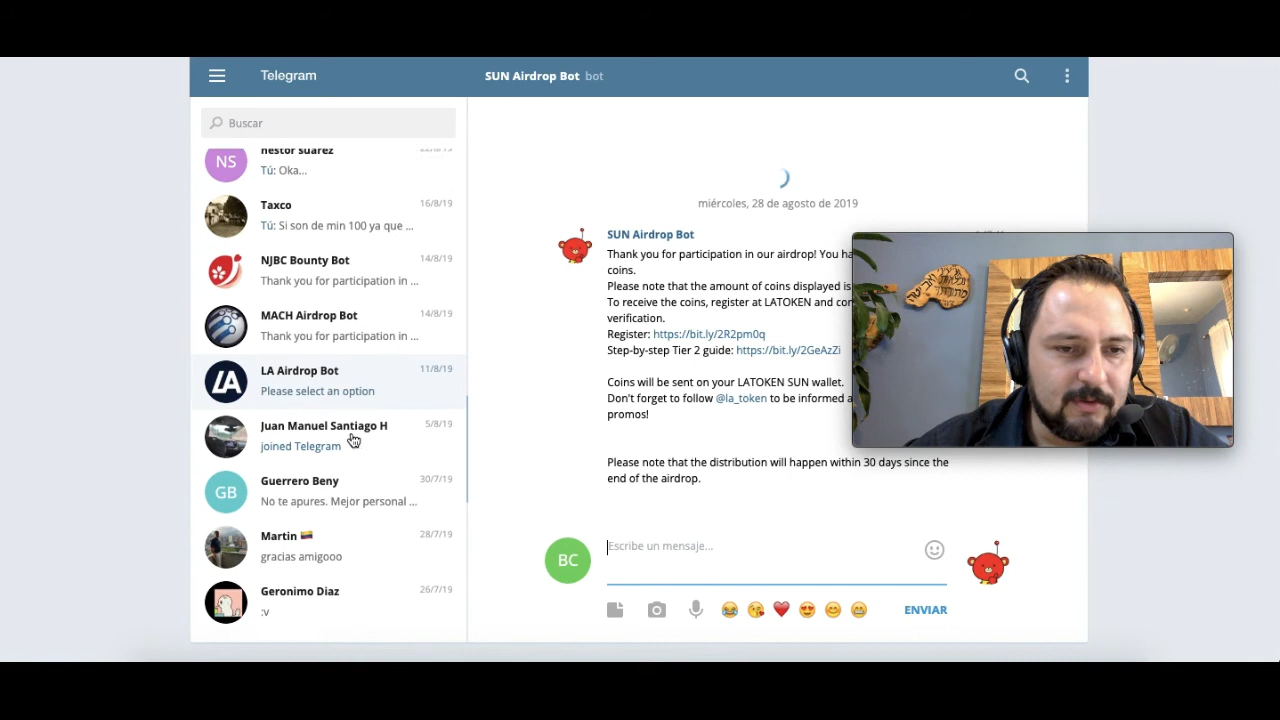 Telegram
SUN Airdrop Bot bot
Buscar
NS
nestor suarez
Tú: Oka...
Taxco
16/8/19
Tú: Si son de min 100 ya que ...
NJBC Bounty Bot
14/8/19
Thank you for participation in ...
MACH Airdrop Bot
14/8/19
Thank you for participation in ...
LA
LA Airdrop Bot
11/8/19
Please select an option
Juan Manuel Santiago H
5/8/19
joined Telegram
GB
Guerrero Beny
30/7/19
No te apures. Mejor personal ...
Martin
28/7/19
gracias amigooo
Geronimo Diaz
26/7/19
:v
miércoles, 28 de agosto de 2019
SUN Airdrop Bot
Thank you for participation in our airdrop! You ha
coins.
Please note that the amount of coins displayed is
To receive the coins, register at LATOKEN and con
verification.
Register: https://bit.ly/2R2pm0q
Step-by-step Tier 2 guide: https://bit.ly/2GeAzZi
Coins will be sent on your LATOKEN SUN wallet.
Don't forget to follow @la_token to be informed a
promos!
Please note that the distribution will happen within 30 days since the
end of the airdrop.
BC
Escribe un mensaje...
ENVIAR